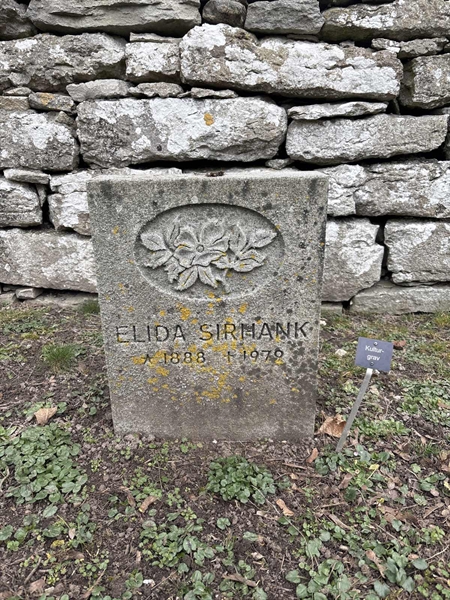 ELIDA SIRHANK
* 1888 † 1979
Kultur-
grav